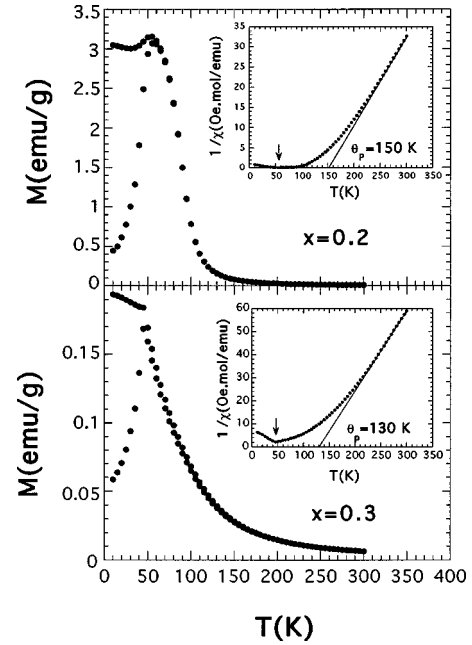 3.5
3
2.5
2
1.5
1
0.5
0
M(emu/g)
x=0.2
35
30
25
20
15
10
5
0
1/χ(Oe.mol/emu)
θp=150 K
0 50 100 150 200 250 300 350
T(K)
0.15
0.1
0.05
0
M(emu/g)
x=0.3
60
50
40
30
20
10
0
1/χ(Oe.mol/emu)
θp=130 K
0 50 100 150 200 250 300 350
T(K)
0 50 100 150 200 250 300 350 400
T(K)